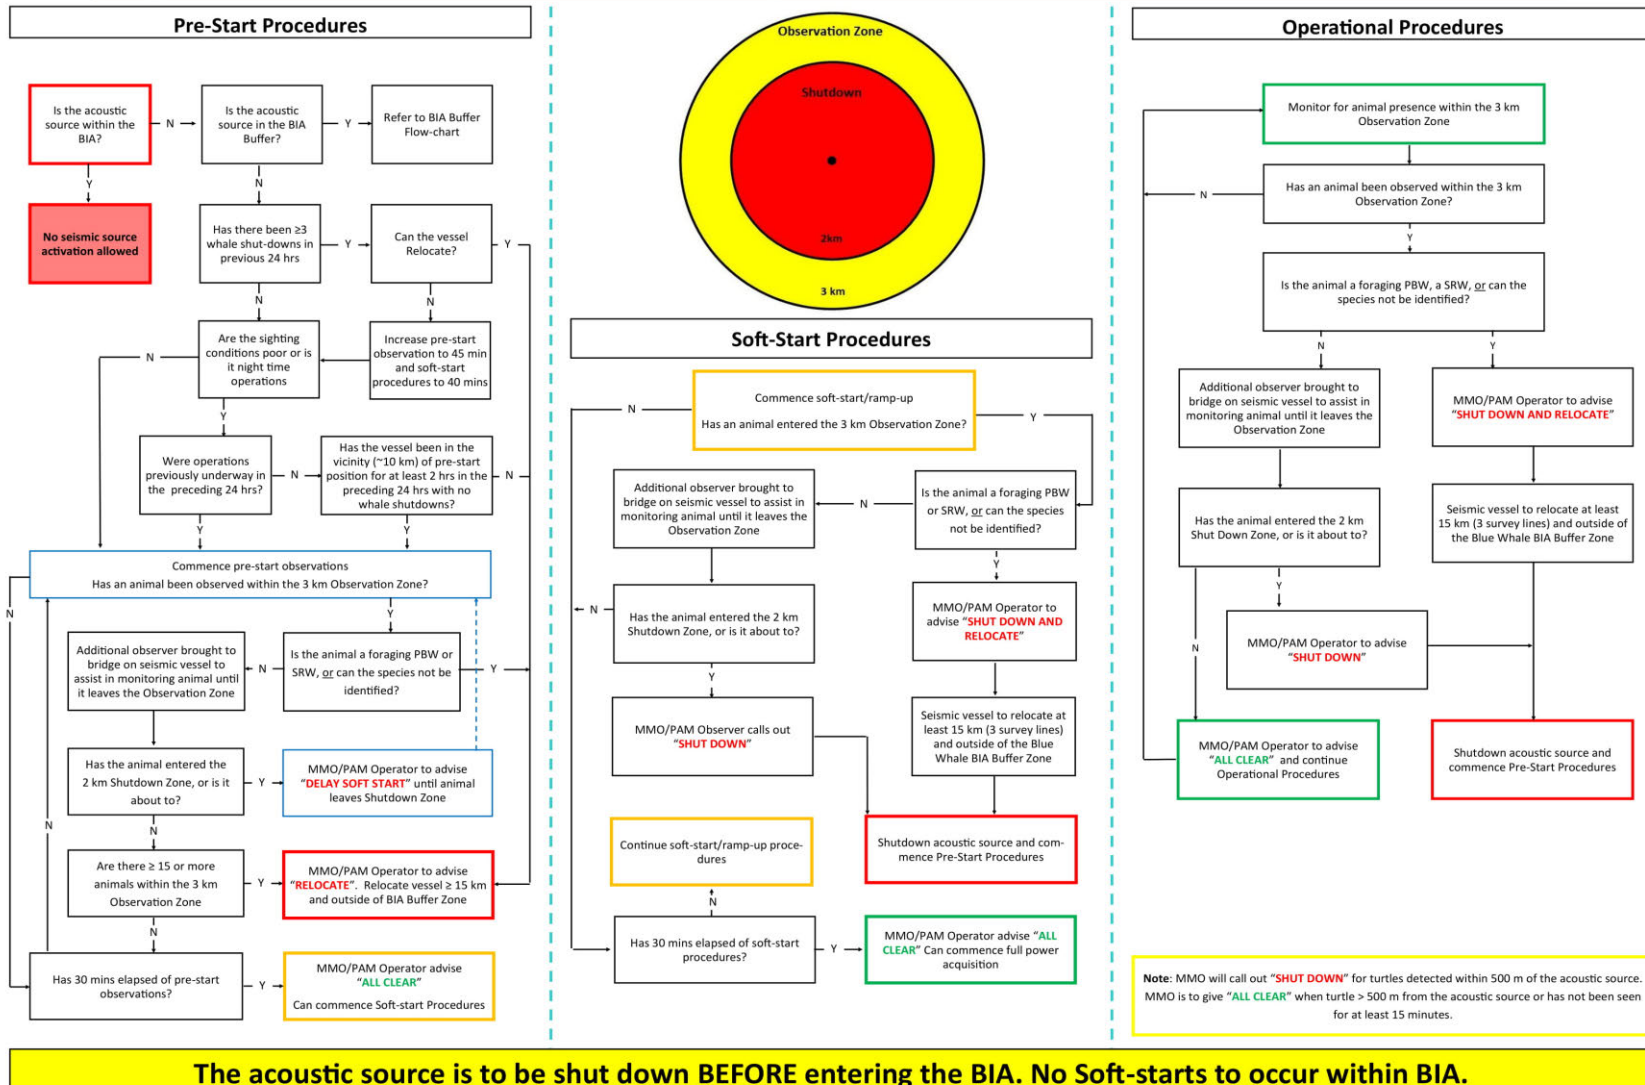 Pre-Start Procedures
Is the acoustic
source within the
BIA?
N
Is the acoustic
source in the BIA
Buffer?
Y
Refer to BIA Buffer
Flow-chart
Y
N
No seismic source
activation allowed
Has there been ≥3
whale shut-downs in
previous 24 hrs
Y
Can the vessel
Relocate?
Y
N
N
Are the sighting
conditions poor or is
it night time
operations
N
Increase pre-start
observation to 45 min
and soft-start
procedures to 40 mins
Y
Were operations
previously underway in
the preceding 24 hrs?
N
Has the vessel been in the
vicinity (~10 km) of pre-start
position for at least 2 hrs in the
preceding 24 hrs with no
whale shutdowns?
N
Y
Y
Commence pre-start observations
Has an animal been observed within the 3 km Observation Zone?
N
Y
Additional observer brought to
bridge on seismic vessel to
assist in monitoring animal until
it leaves the Observation Zone
N
Is the animal a foraging PBW or
SRW, or can the species not be
identified?
Y
Has the animal entered the
2 km Shutdown Zone, or is it
about to?
Y
MMO/PAM Operator to advise
“DELAY SOFT START” until animal
leaves Shutdown Zone
N
N
Are there ≥ 15 or more
animals within the 3 km
Observation Zone
Y
MMO/PAM Operator to advise
“RELOCATE”. Relocate vessel ≥ 15 km
and outside of BIA Buffer Zone
N
Has 30 mins elapsed of pre-start
observations?
Y
MMO/PAM Operator advise
“ALL CLEAR”
Can commence Soft-start Procedures
Observation Zone
Shutdown
2km
3 km
Soft-Start Procedures
Commence soft-start/ramp-up
Has an animal entered the 3 km Observation Zone?
N
Y
Additional observer brought to
bridge on seismic vessel to
assist in monitoring animal until it leaves the
Observation Zone
N
Is the animal a foraging PBW
or SRW, or can the species
not be identified?
Y
Has the animal entered the 2 km
Shutdown Zone, or is it about to?
N
MMO/PAM Operator to
advise “SHUT DOWN AND
RELOCATE”
Y
MMO/PAM Observer calls out
“SHUT DOWN”
Seismic vessel to relocate at
least 15 km (3 survey lines)
and outside of the Blue
Whale BIA Buffer Zone
Continue soft-start/ramp-up proce-
dures
Shutdown acoustic source and com-
mence Pre-Start Procedures
N
Has 30 mins elapsed of soft-start
procedures?
Y
MMO/PAM Operator advise “ALL
CLEAR” Can commence full power
acquisition
Operational Procedures
Monitor for animal presence within the 3 km
Observation Zone
N
Has an animal been observed within the 3 km
Observation Zone?
Y
Is the animal a foraging PBW, a SRW, or can the
species not be identified?
N
Y
Additional observer brought to
bridge on seismic vessel to assist in
monitoring animal until it leaves the
Observation Zone
MMO/PAM Operator to advise
“SHUT DOWN AND RELOCATE”
Has the animal entered the 2 km
Shut Down Zone, or is it about to?
Seismic vessel to relocate at least
15 km (3 survey lines) and outside of
the Blue Whale BIA Buffer Zone
Y
N
MMO/PAM Operator to advise
“SHUT DOWN”
MMO/PAM Operator to advise
“ALL CLEAR” and continue
Operational Procedures
Shutdown acoustic source and
commence Pre-Start Procedures
Note: MMO will call out “SHUT DOWN” for turtles detected within 500 m of the acoustic source.
MMO is to give “ALL CLEAR” when turtle > 500 m from the acoustic source or has not been seen
for at least 15 minutes.
The acoustic source is to be shut down BEFORE entering the BIA. No Soft-starts to occur within BIA.